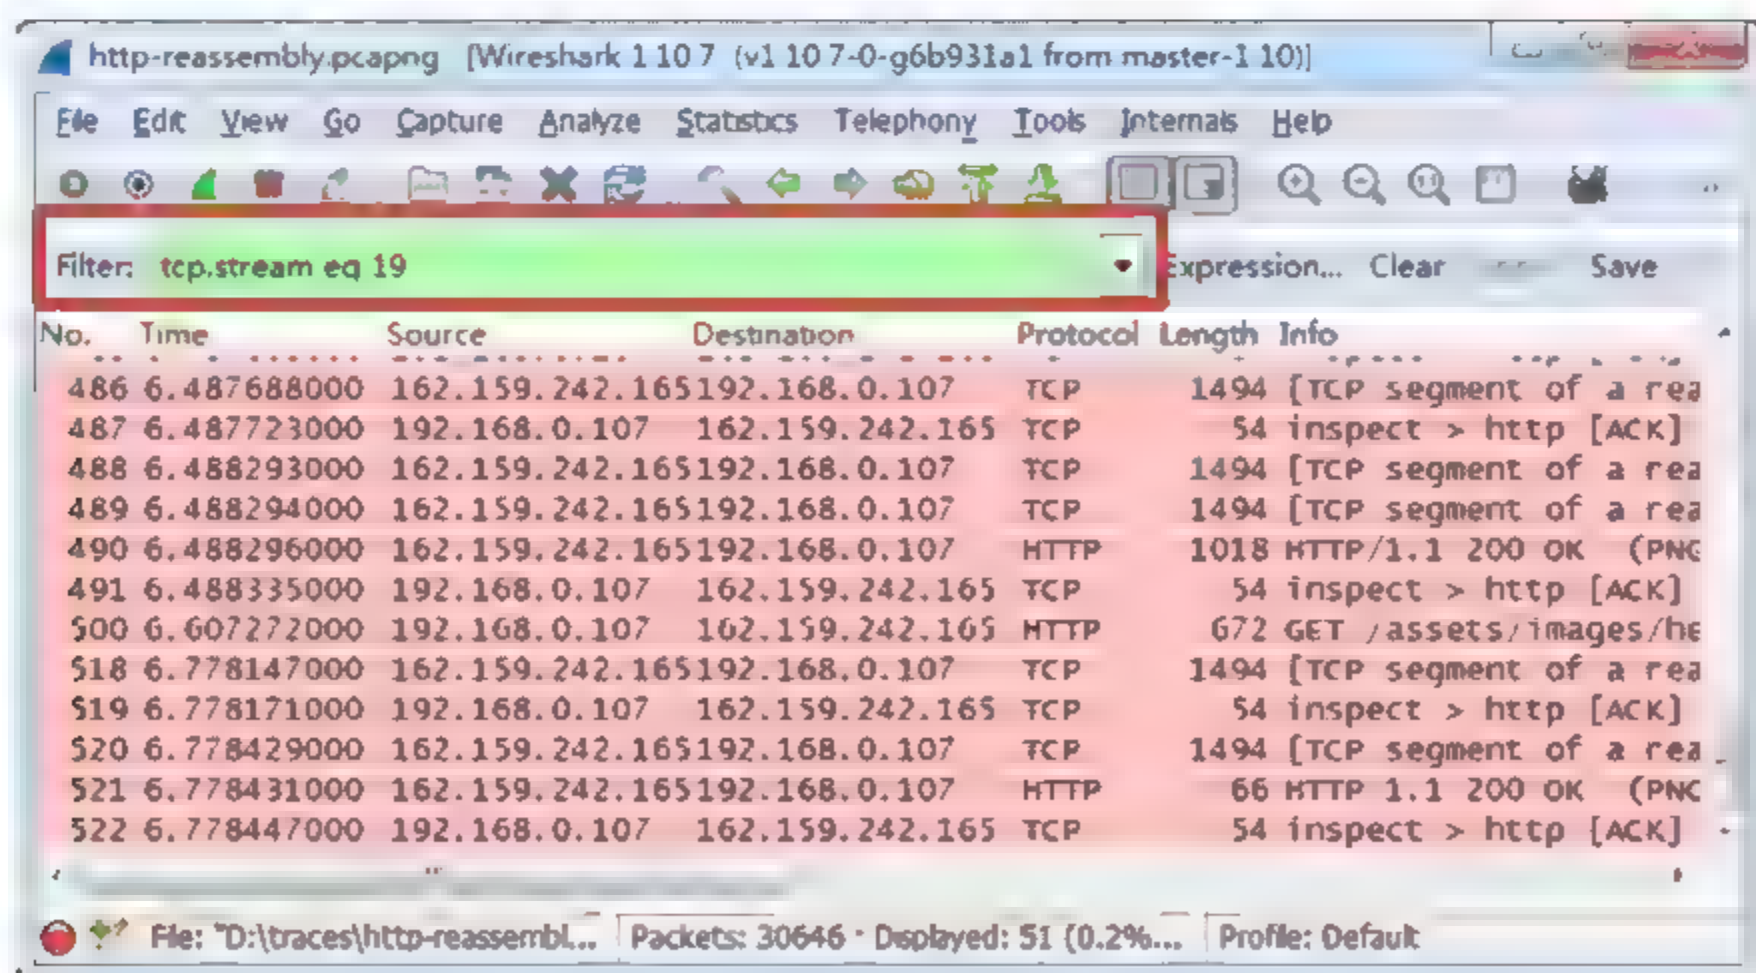 http-reassembly.pcapng [Wireshark 1 10 7 (v1 10 7-0-g6b931a1 from master-1 10)]
File Edit View Go Capture Analyze Statistics Telephony Tools Internals Help
Filter: tcp.stream eq 19 Expression... Clear Save
No. Time Source Destination Protocol Length Info
486 6.487688000 162.159.242.165 192.168.0.107 TCP 1494 [TCP segment of a rea
487 6.487723000 192.168.0.107 162.159.242.165 TCP 54 inspect > http [ACK]
488 6.488293000 162.159.242.165 192.168.0.107 TCP 1494 [TCP segment of a rea
489 6.488294000 162.159.242.165 192.168.0.107 TCP 1494 [TCP segment of a rea
490 6.488296000 162.159.242.165 192.168.0.107 HTTP 1018 HTTP/1.1 200 OK (PNG
491 6.488335000 192.168.0.107 162.159.242.165 TCP 54 inspect > http [ACK]
500 6.607272000 192.168.0.107 162.159.242.165 HTTP 672 GET /assets/images/he
518 6.778147000 162.159.242.165 192.168.0.107 TCP 1494 [TCP segment of a rea
519 6.778171000 192.168.0.107 162.159.242.165 TCP 54 inspect > http [ACK]
520 6.778429000 162.159.242.165 192.168.0.107 TCP 1494 [TCP segment of a rea
521 6.778431000 162.159.242.165 192.168.0.107 HTTP 66 HTTP 1.1 200 OK (PNG
522 6.778447000 192.168.0.107 162.159.242.165 TCP 54 inspect > http [ACK]
File: "D:\traces\http-reassembl... Packets: 30646 · Displayed: 51 (0.2%... Profile: Default